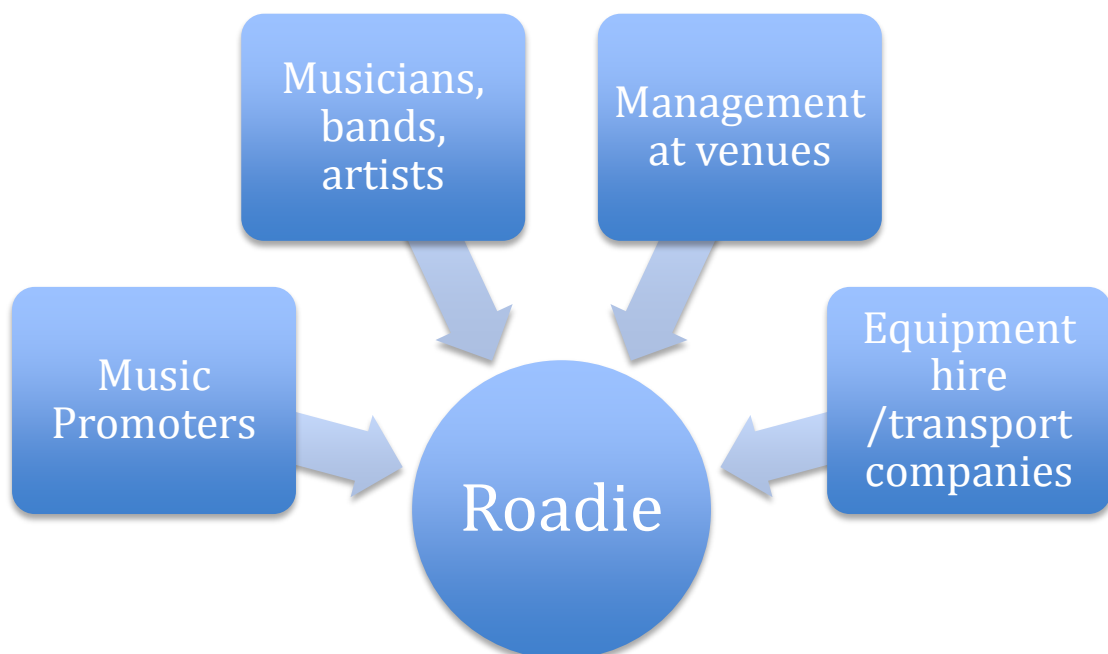 Musicians,
bands,
artists
Management
at venues
Music
Promoters
Equipment
hire
/transport
companies
Roadie